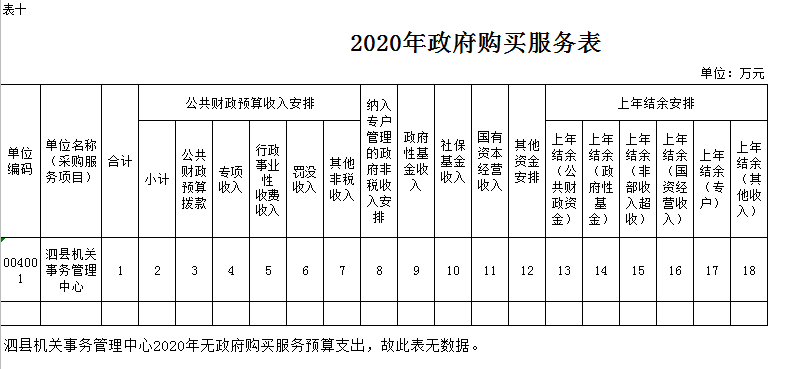 表十
2020年政府购买服务表
单位：万元
单位
编码
单位名称
（采购服
务项目）
合计
公共财政预算收入安排
小计
公共
财政
预算
拨款
专项
收入
行政
事业
性
收费
收入
罚没
收入
其他
非税
收入
纳入
专户
管理
的政
府非
税收
入安
排
政府
性基
金收
入
社保
基金
收入
国有
资本
经营
收入
其他
资金
安排
上年结余安排
上年
结余
（公
共财
政资
金）
上年
结余
（政
府性
基
金）
上年
结余
（非
部收
入超
收）
上年
结余
（国
资经
营收
入）
上年
结余
（专
户）
上年
结余
（其
他收
入）
004001
泗县机关
事务管理
中心
1 2 3 4 5 6 7 8 9 10 11 12 13 14 15 16 17 18
泗县机关事务管理中心2020年无政府购买服务预算支出，故此表无数据。